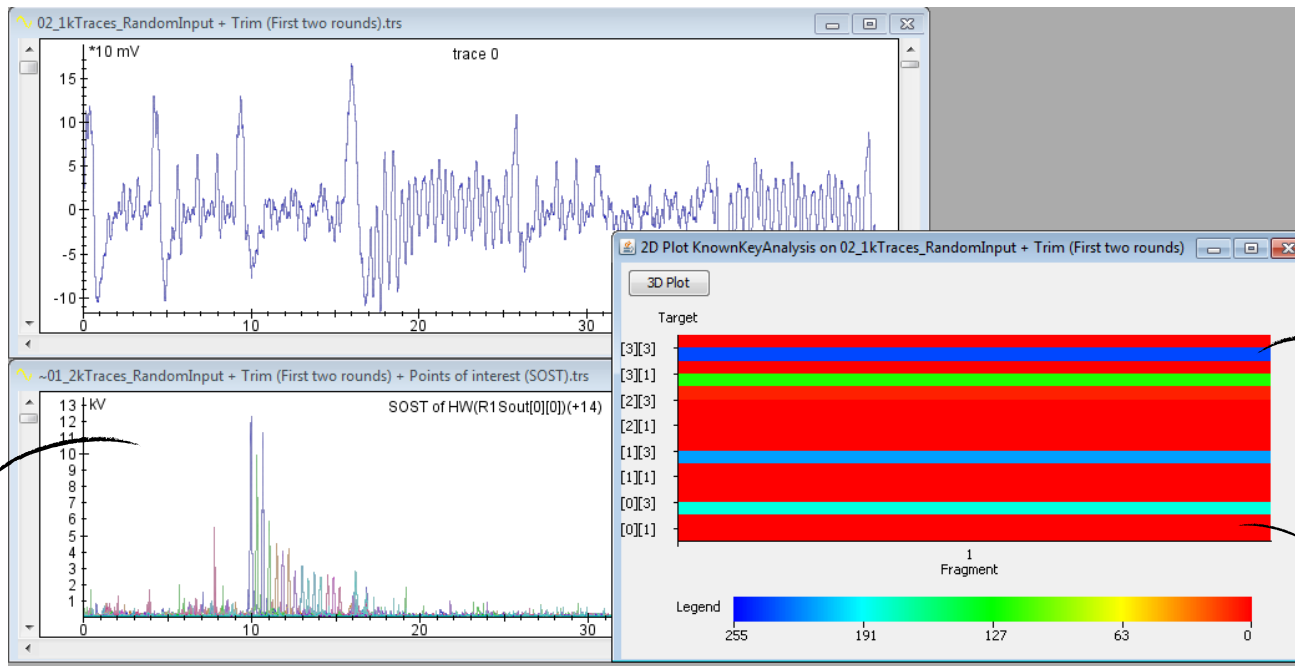 02_1kTraces_RandomInput + Trim (First two rounds).trs
*10 mV
trace 0
15
10
5
0
-5
-10
0 10 20
~01_2kTraces_RandomInput + Trim (First two rounds) + Points of interest (SOST).trs
kV
SOST of HW(R1Sout[0][0])(+14)
13
12
11
10
9
8
7
6
5
4
3
2
1
0 10 20 30
2D Plot KnownKeyAnalysis on 02_1kTraces_RandomInput + Trim (First two rounds)
3D Plot
Target
[3][3]
[3][1]
[2][3]
[2][1]
[1][3]
[1][1]
[0][3]
[0][1]
1
Fragment
Legend
255 191 127 63 0